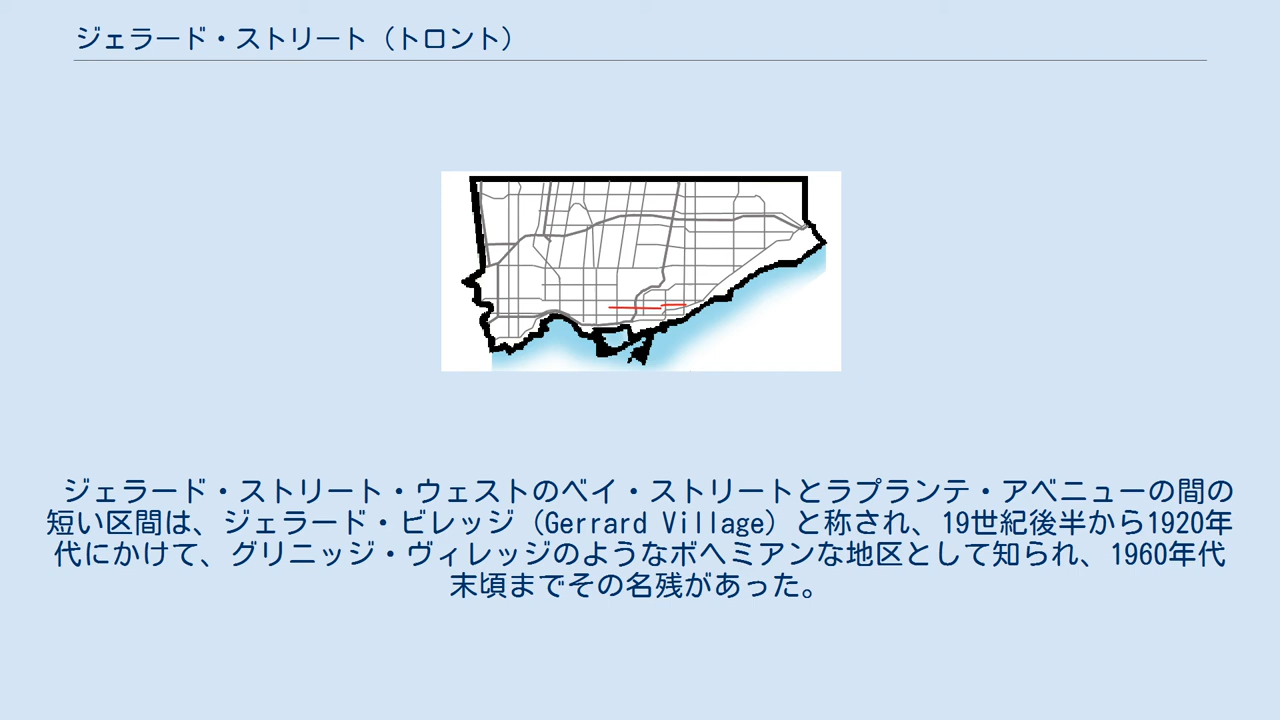 ジェラード・ストリート（トロント）
ジェラード・ストリート・ウェストのベイ・ストリートとラプランテ・アベニューの間の
短い区間は、ジェラード・ビレッジ（Gerrard Village）と称され、19世紀後半から1920年
代にかけて、グリニッジ・ヴィレッジのようなボヘミアンな地区として知られ、1960年代
末頃までその名残があった。